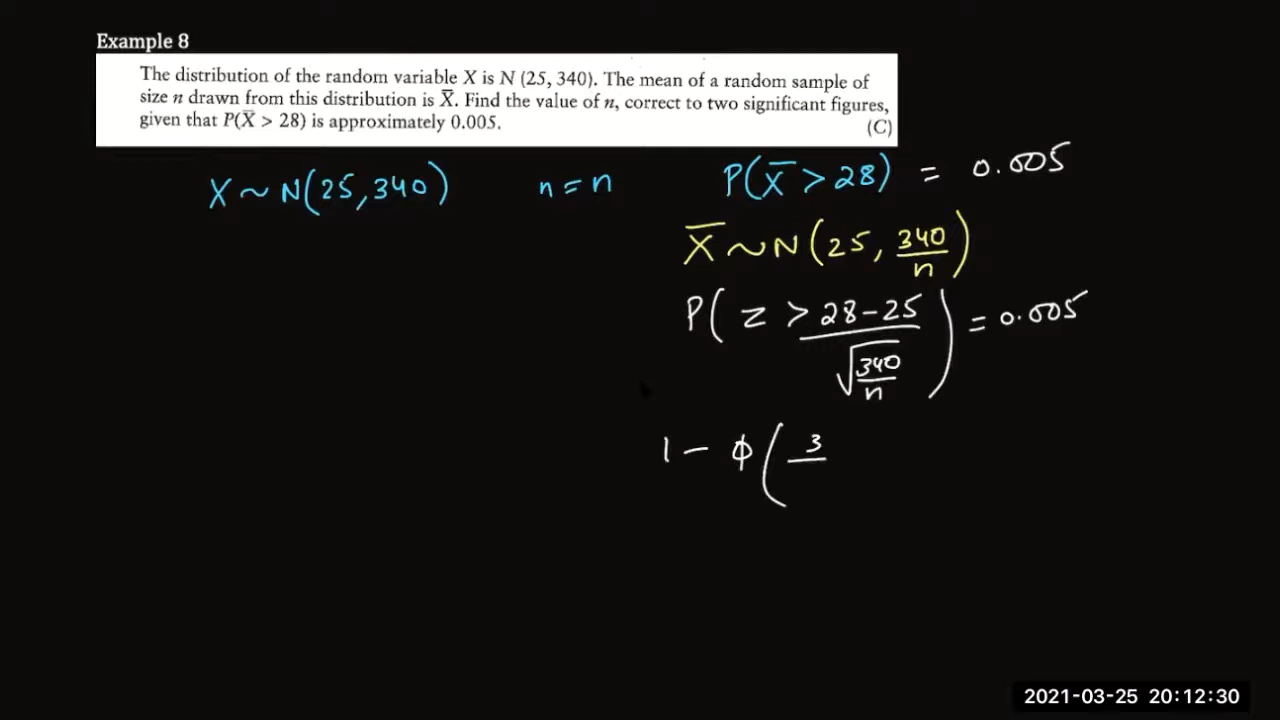 Example 8
The distribution of the random variable X is N (25, 340). The mean of a random sample of
size n drawn from this distribution is X̅. Find the value of n, correct to two significant figures,
given that P(X̅ > 28) is approximately 0.005.
(C)
X ~ N(25, 340) n = n P(X̅ > 28) = 0.005
X̅ ~ N(25, 340/n)
P(Z > (28-25)/√(340/n)) = 0.005
1 - ϕ(3
2021-03-25 20:12:30